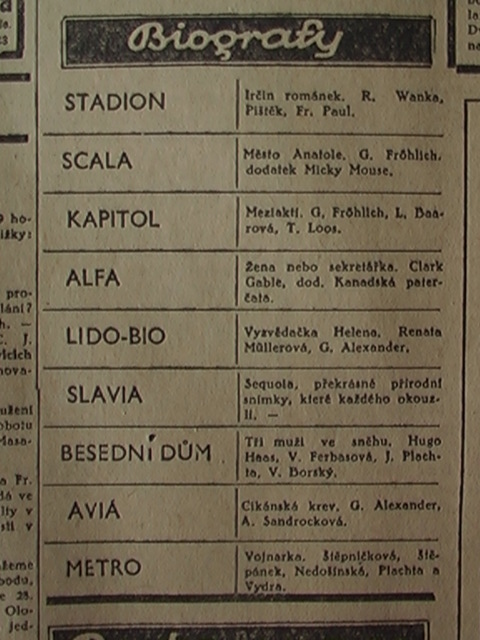 Biografy
STADION
Irčin románek. R. Wanka,
Pištěk, Fr. Paul.
SCALA
Město Anatole. G. Fröhlich,
dodatek Micky Mouse.
KAPITOL
Meziaktí. G. Fröhlich, L. Baa-
rová, T. Loos.
ALFA
Žena nebo sekretářka. Clark
Gable, dod. Kanadská pater-
čata.
LIDO-BIO
Vyzvědačka Helena. Renata
Müllerová, G. Alexander.
SLAVIA
Sequoia, překrásné přírodní
snímky, které každého okouz-
lí. —
BESEDNÍ DŮM
Tři muži ve sněhu. Hugo
Haas, V. Ferbasová, J. Plach-
ta, V. Borský.
AVIA
Cikánská krev. G. Alexander,
A. Sandrocková.
METRO
Vojnarka. Štěpničková, Ště-
pánek, Nedošinská, Plachta a
Vydra.